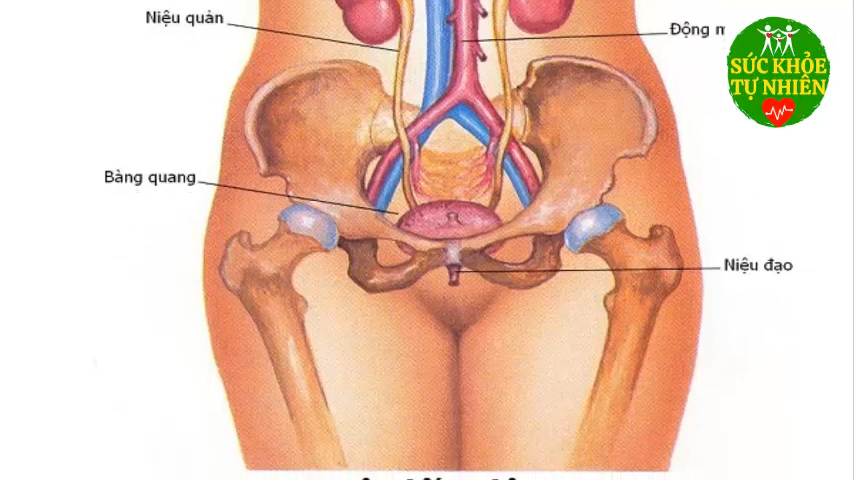 Niệu quản
Động
SỨC KHỎE
TỰ NHIÊN
Bàng quang
Niệu đạo